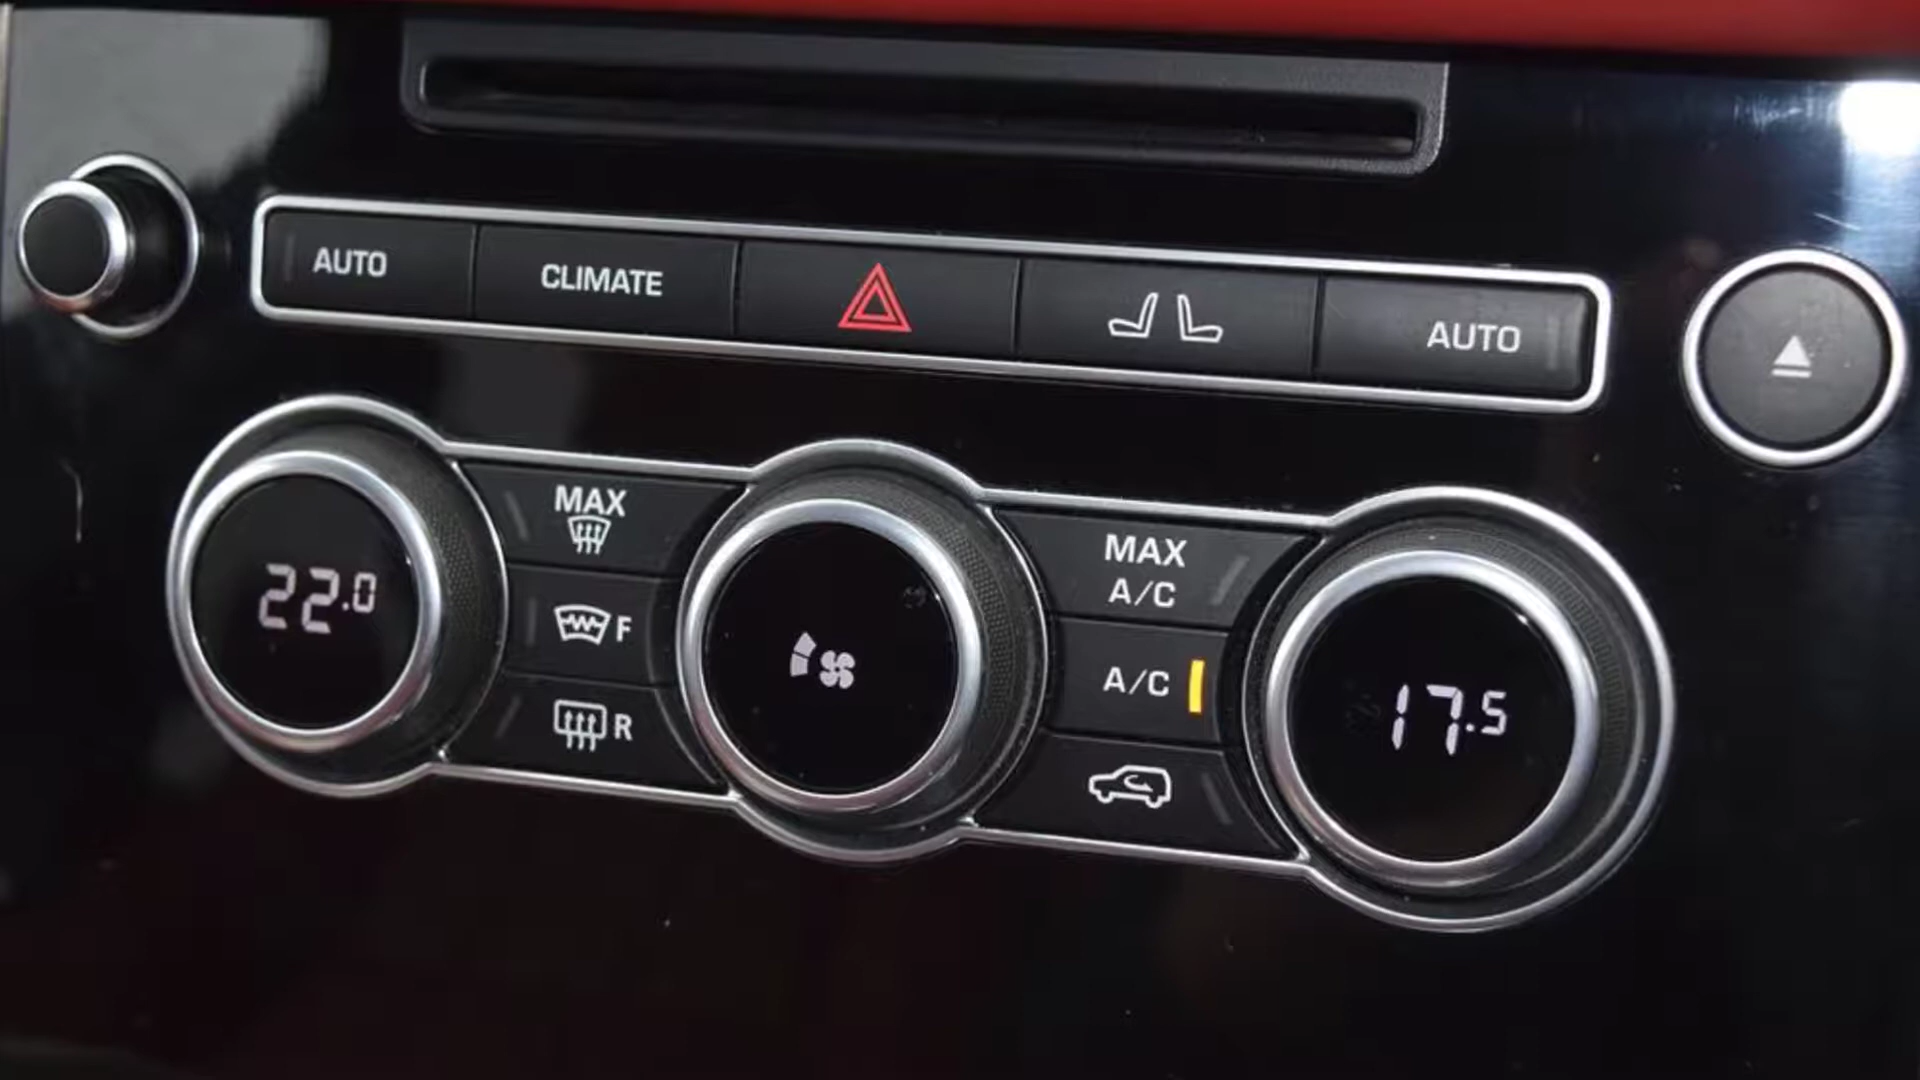 AUTO
CLIMATE
AUTO
22.0
MAX
F
R
MAX
A/C
A/C
17.5